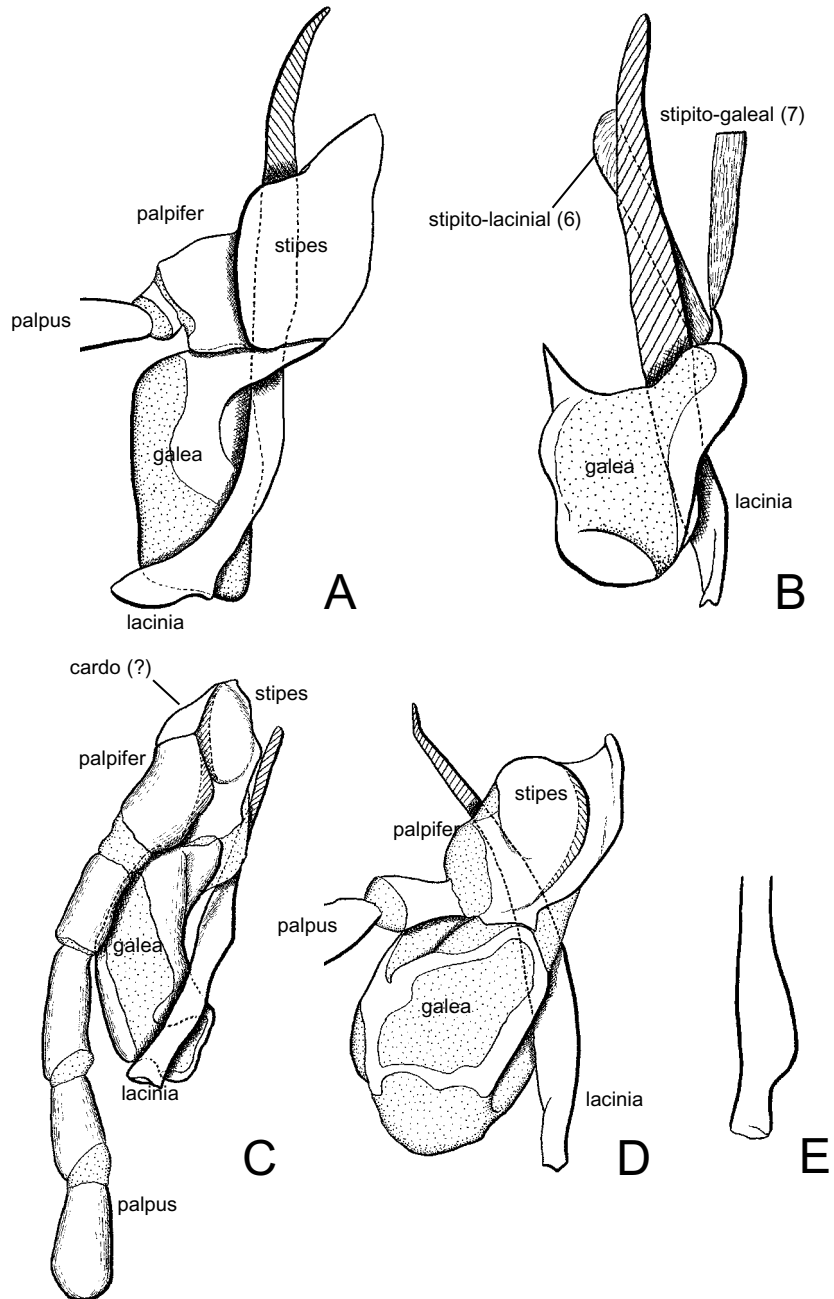 stipito-galeal (7)
palpifer
stipes
stipito-lacinial (6)
palpus
galea
galea
lacinia
A
B
lacinia
cardo (?)
stipes
palpifer
stipes
palpifer
palpus
galea
galea
lacinia
lacinia
C
D
E
palpus